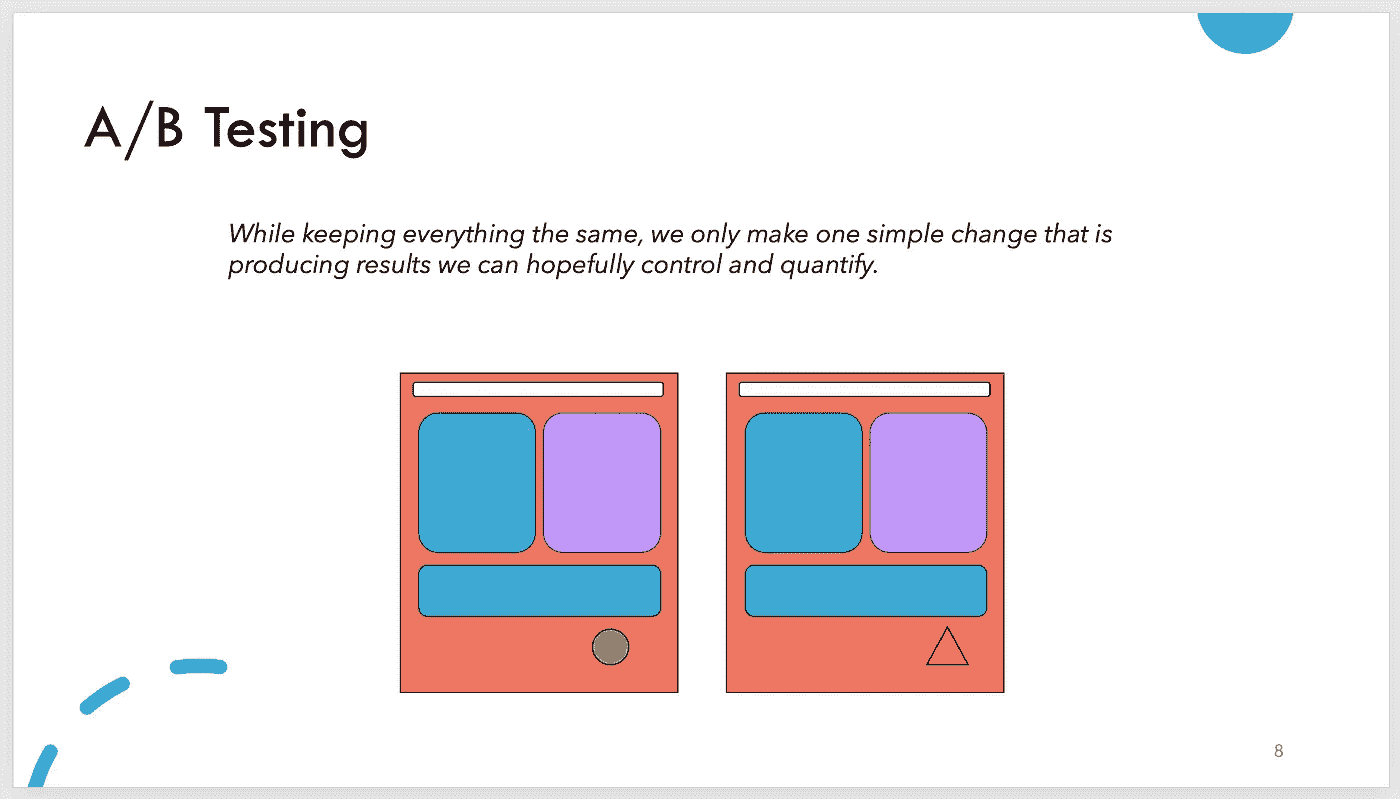 A/B Testing
While keeping everything the same, we only make one simple change that is
producing results we can hopefully control and quantify.
8